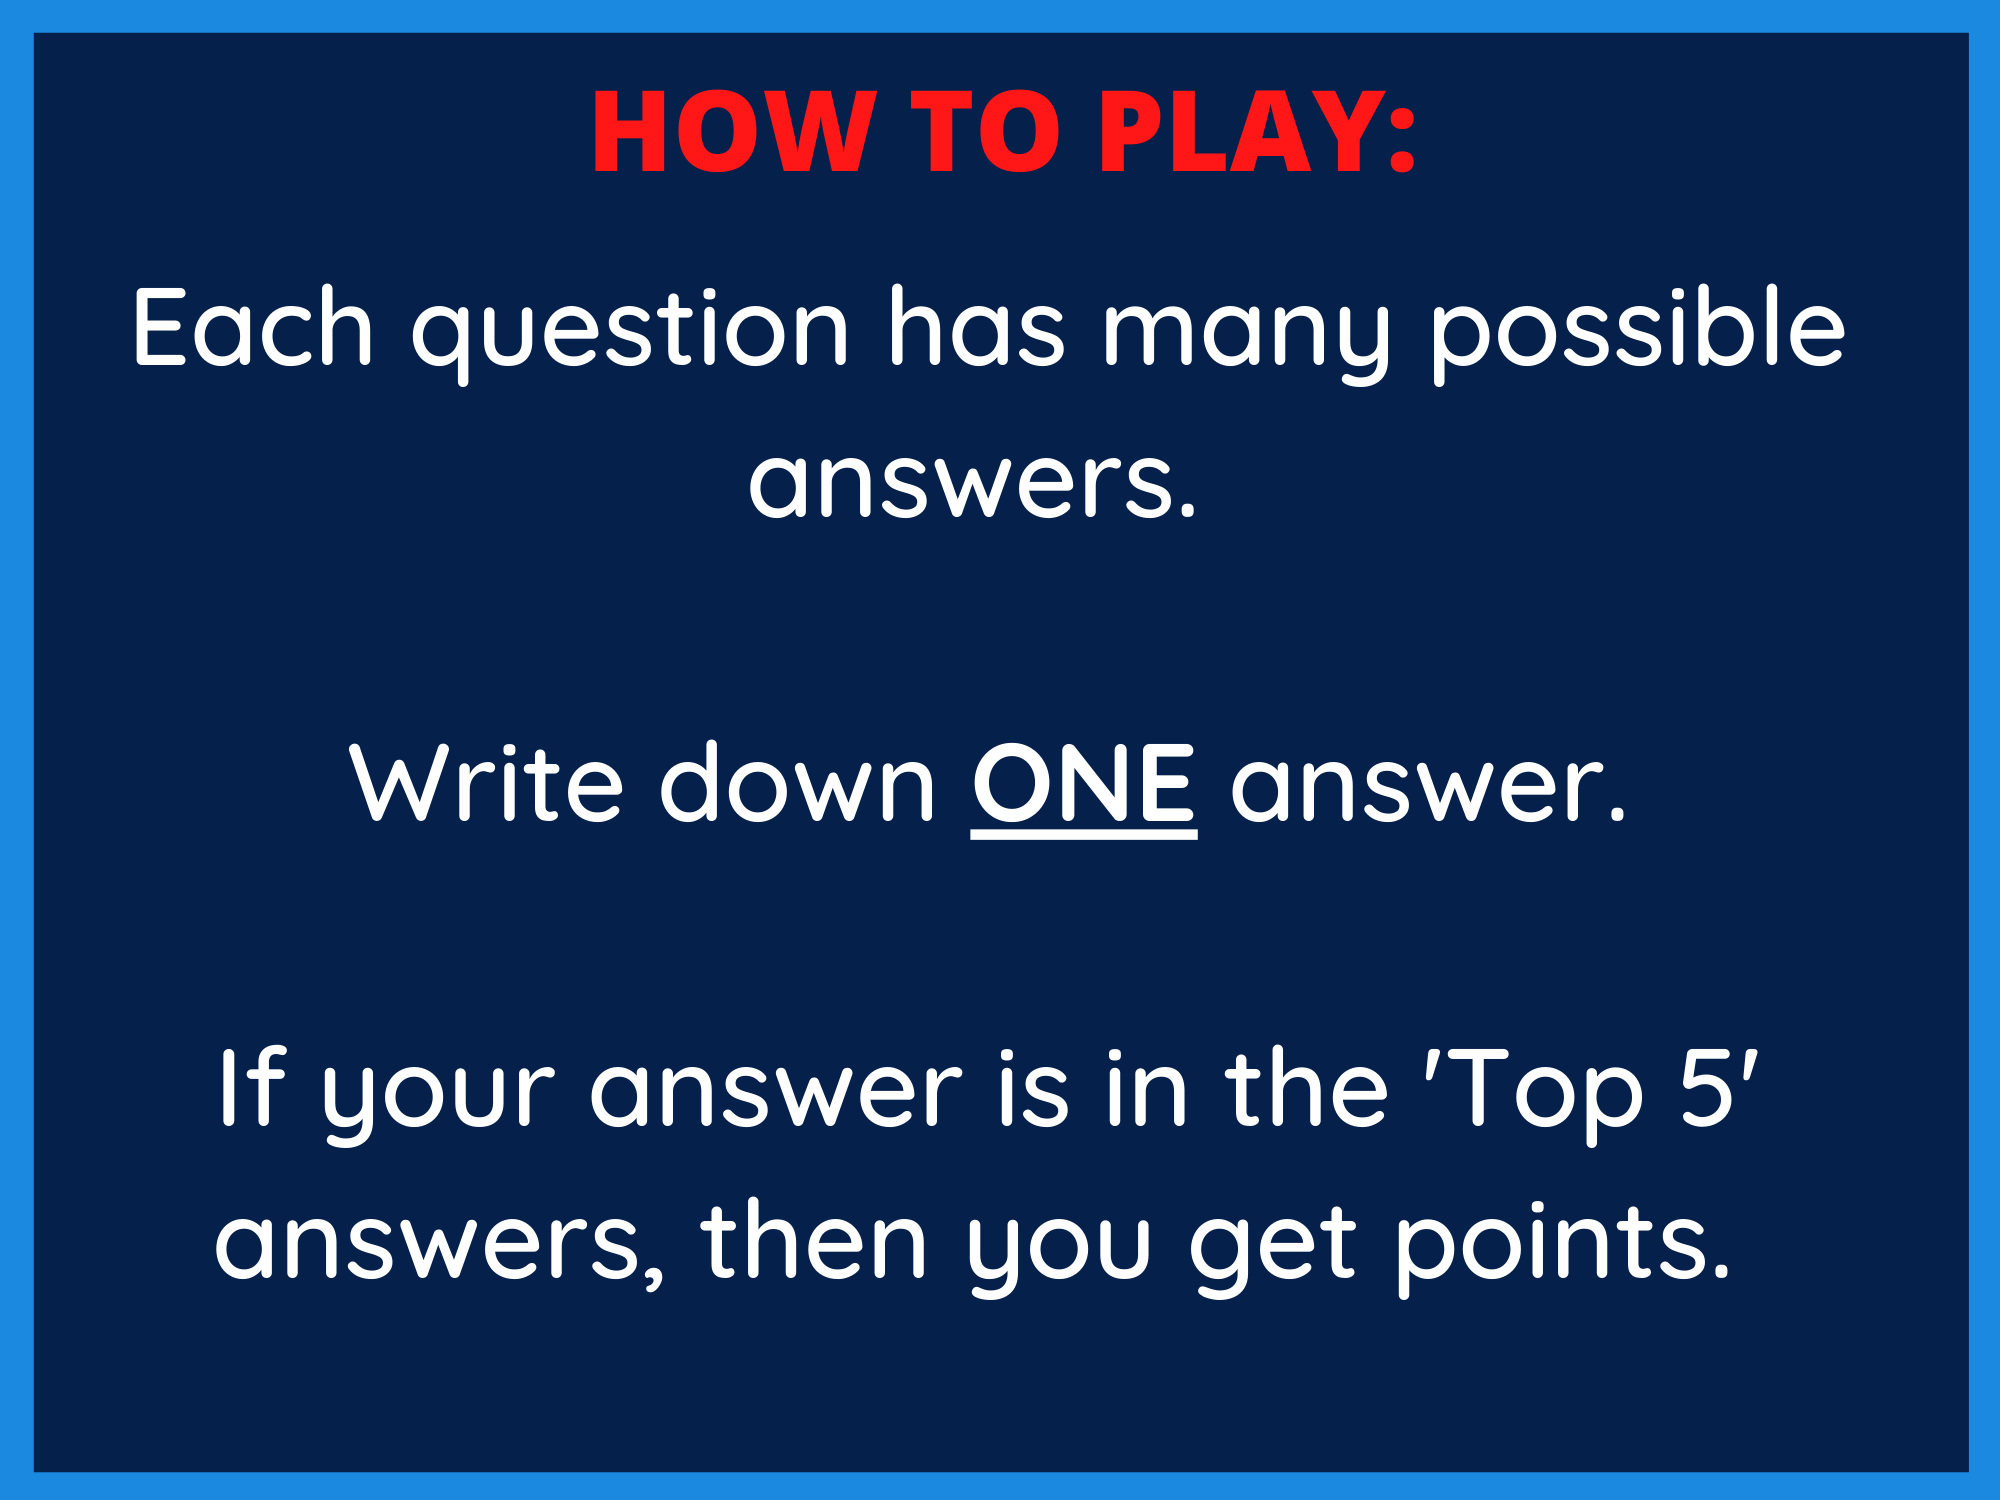 HOW TO PLAY:
Each question has many possible
answers.
Write down ONE answer.
If your answer is in the 'Top 5'
answers, then you get points.